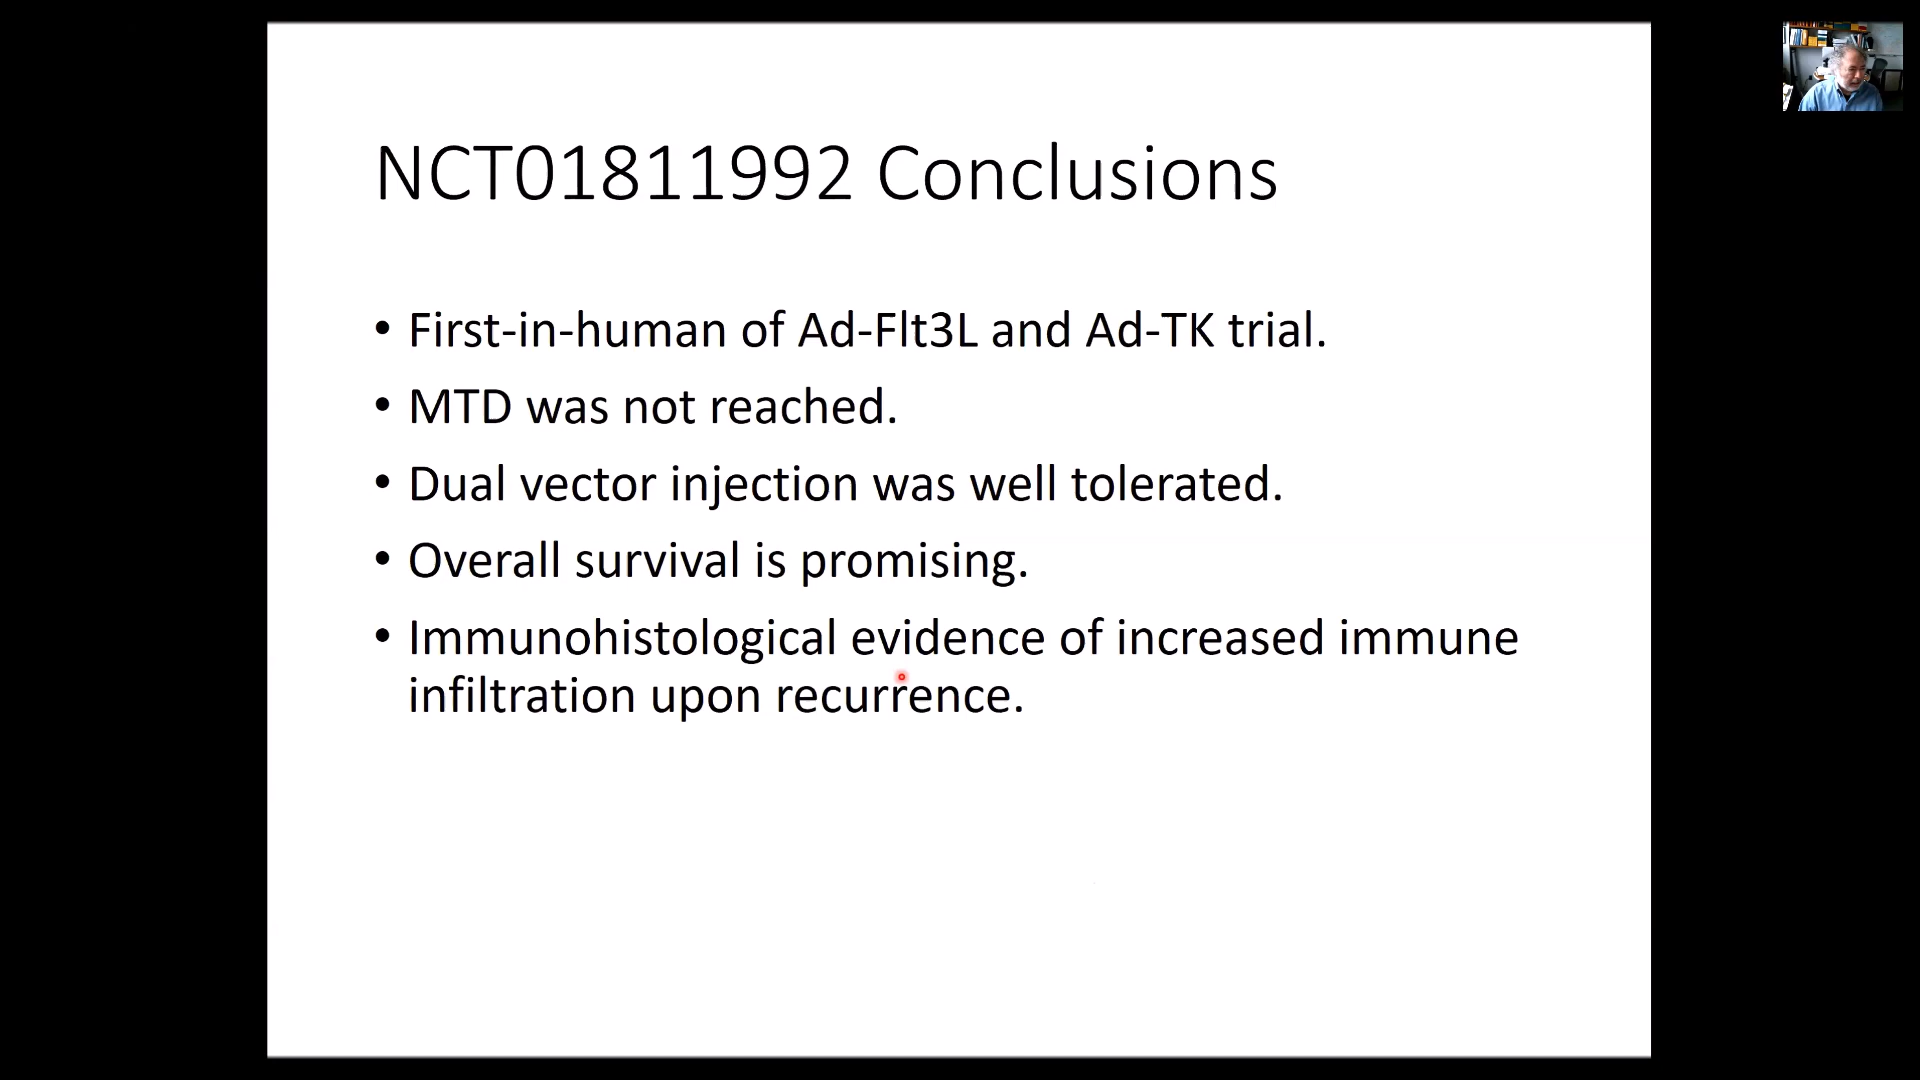 NCT01811992 Conclusions
• First-in-human of Ad-Flt3L and Ad-TK trial.
• MTD was not reached.
• Dual vector injection was well tolerated.
• Overall survival is promising.
• Immunohistological evidence of increased immune
infiltration upon recurrence.